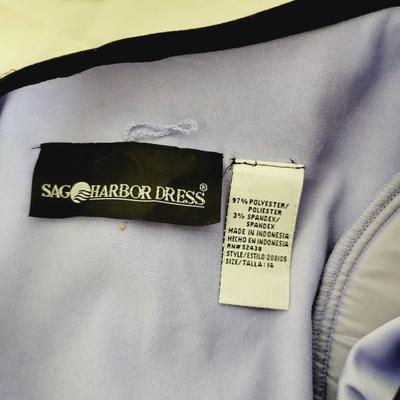 SAG HARBOR DRESS®
97% POLYESTER/
POLIESTER
3% SPANDEX/
SPANDEX
MADE IN INDONESIA
HECHO EN INDONESIA
RN# 52438
STYLE/ESTILO:208105
SIZE/TALLA:14